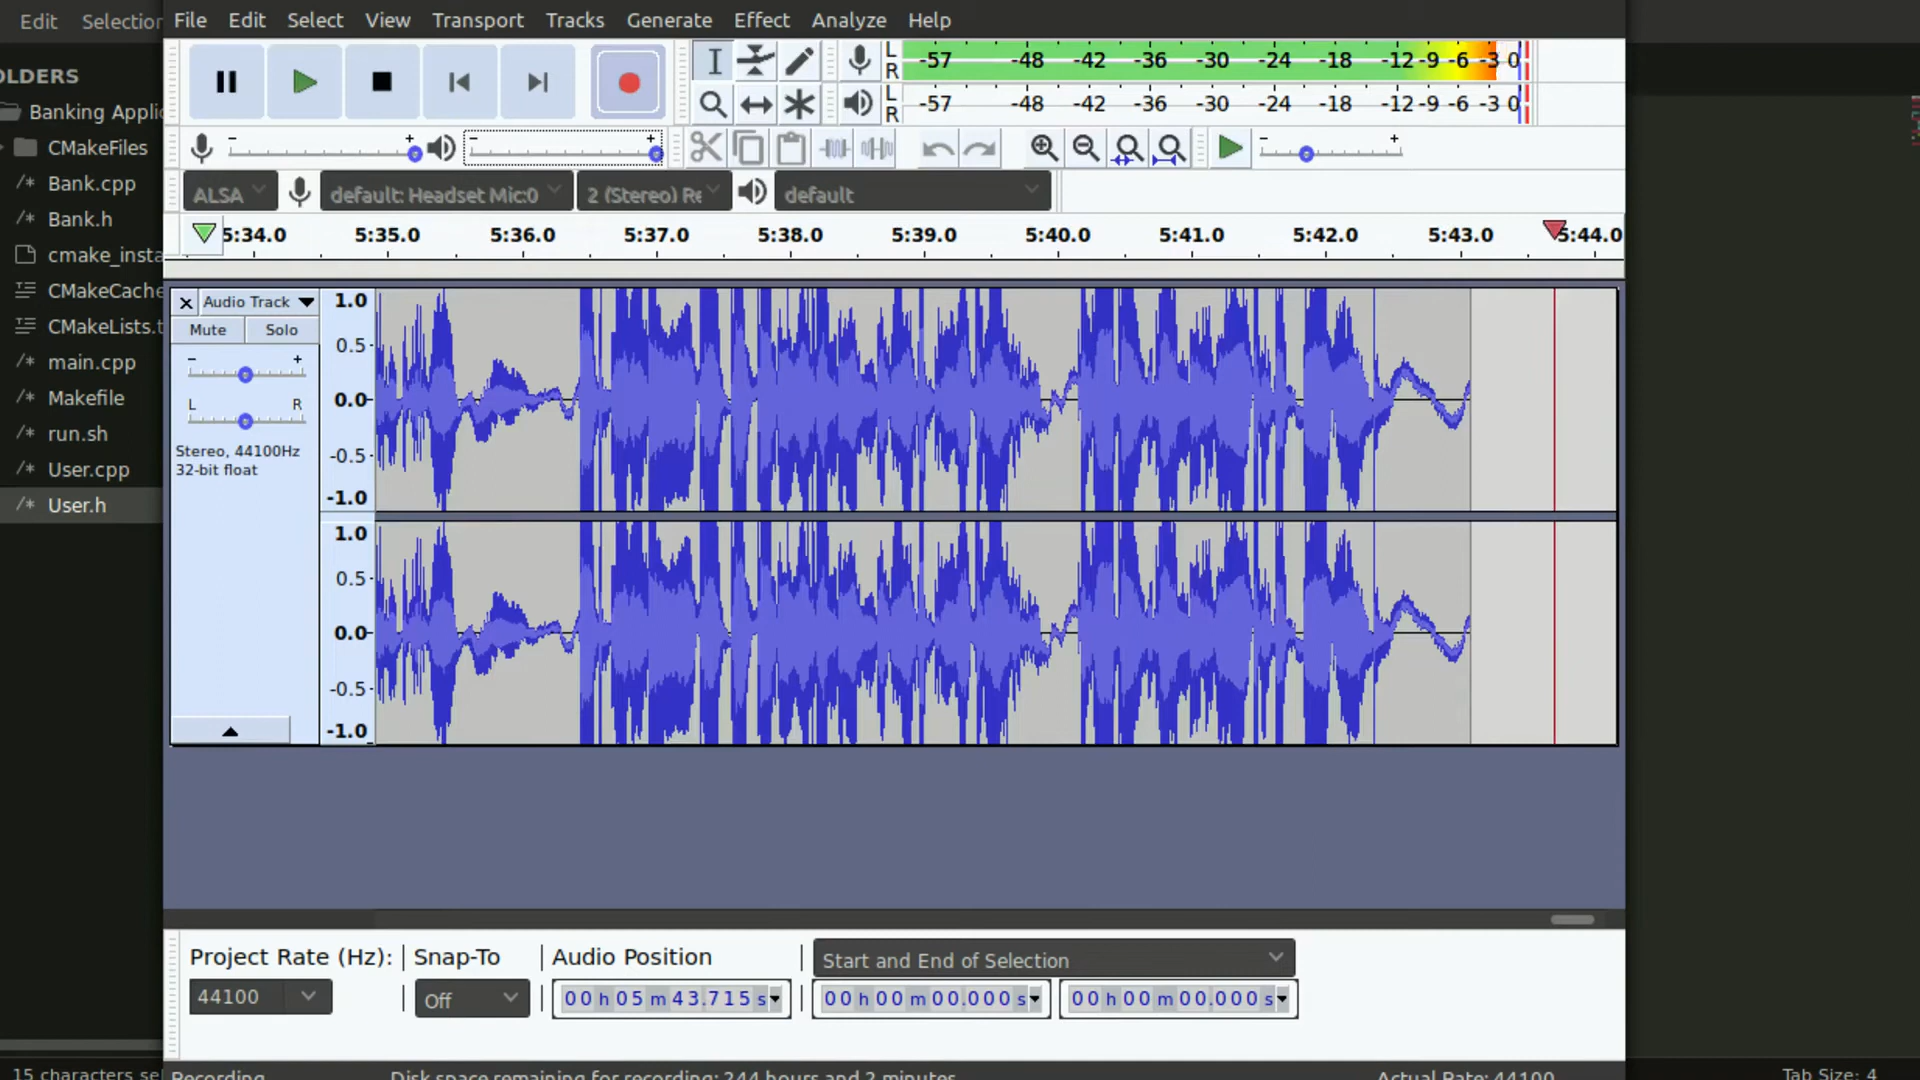 Edit Selection
File Edit Select View Transport Tracks Generate Effect Analyze Help
OLDERS
Banking Applic
CMakeFiles
Bank.cpp
Bank.h
cmake_insta
CMakeCache
CMakeLists.t
main.cpp
Makefile
run.sh
User.cpp
User.h
L
R
-57 -48 -42 -36 -30 -24 -18 -12 -9 -6 -3 0
L
R
-57 -48 -42 -36 -30 -24 -18 -12 -9 -6 -3 0
- + - + - +
ALSA default: Headset Mic:0 2 (Stereo) Re default
5:34.0 5:35.0 5:36.0 5:37.0 5:38.0 5:39.0 5:40.0 5:41.0 5:42.0 5:43.0 5:44.0
x Audio Track
Mute Solo
- +
L R
Stereo, 44100Hz
32-bit float
1.0
0.5
0.0
-0.5
-1.0
1.0
0.5
0.0
-0.5
-1.0
Project Rate (Hz): Snap-To Audio Position Start and End of Selection
44100 Off 00 h 05 m 43.715 s 00 h 00 m 00.000 s 00 h 00 m 00.000 s
15 characters sel Recording Disk space remaining for recording: 244 hours and 2 minutes Actual Rate: 44100 Tab Size: 4